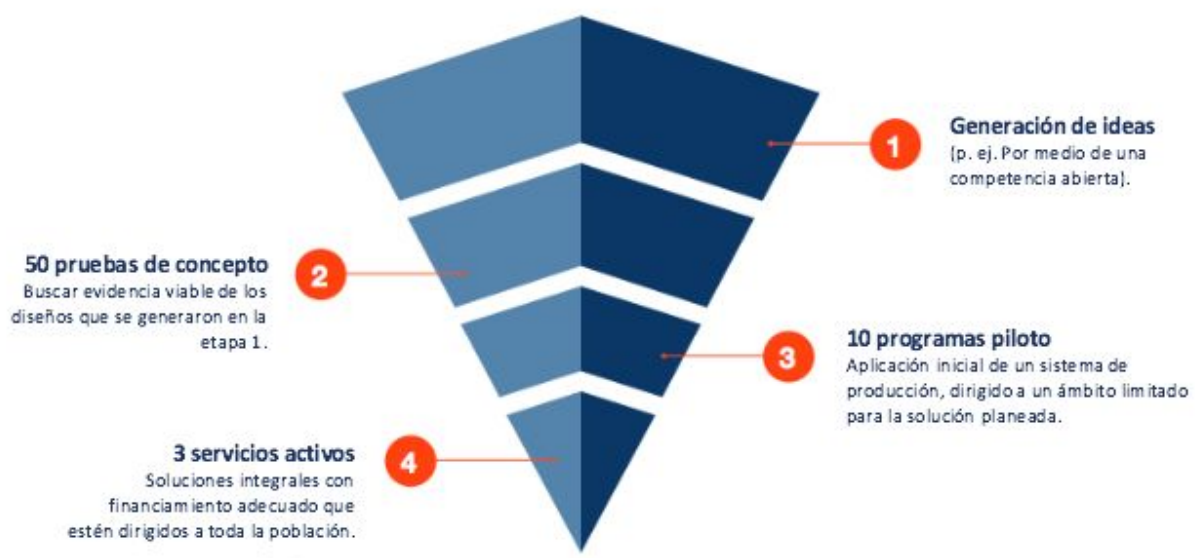 1
Generación de ideas
(p. ej. Por medio de una
competencia abierta).
50 pruebas de concepto
2
Buscar evidencia viable de los
diseños que se generaron en la
etapa 1.
3
10 programas piloto
Aplicación inicial de un sistema de
producción, dirigido a un ámbito limitado
para la solución planeada.
3 servicios activos
4
Soluciones integrales con
financiamiento adecuado que
estén dirigidos a toda la población.